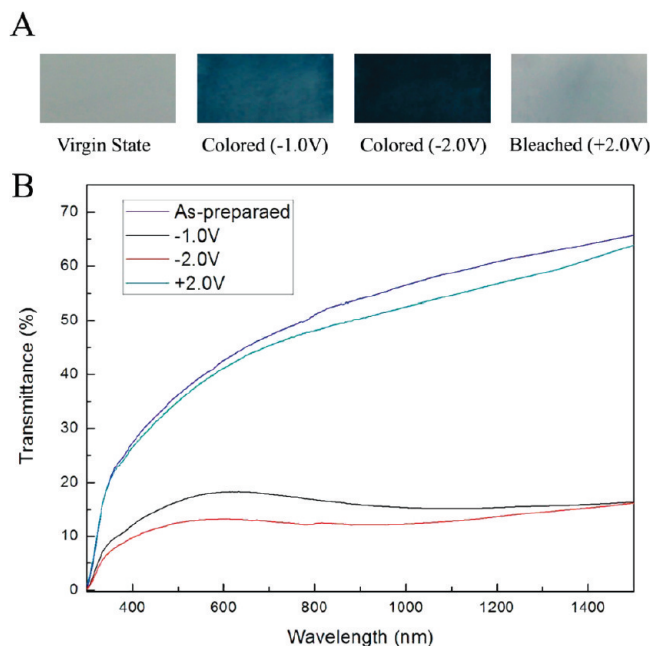 A
Virgin State Colored (-1.0V) Colored (-2.0V) Bleached (+2.0V)
B
As-preparaed
-1.0V
-2.0V
+2.0V
Transmittance (%)
70
60
50
40
30
20
10
0
400 600 800 1000 1200 1400
Wavelength (nm)